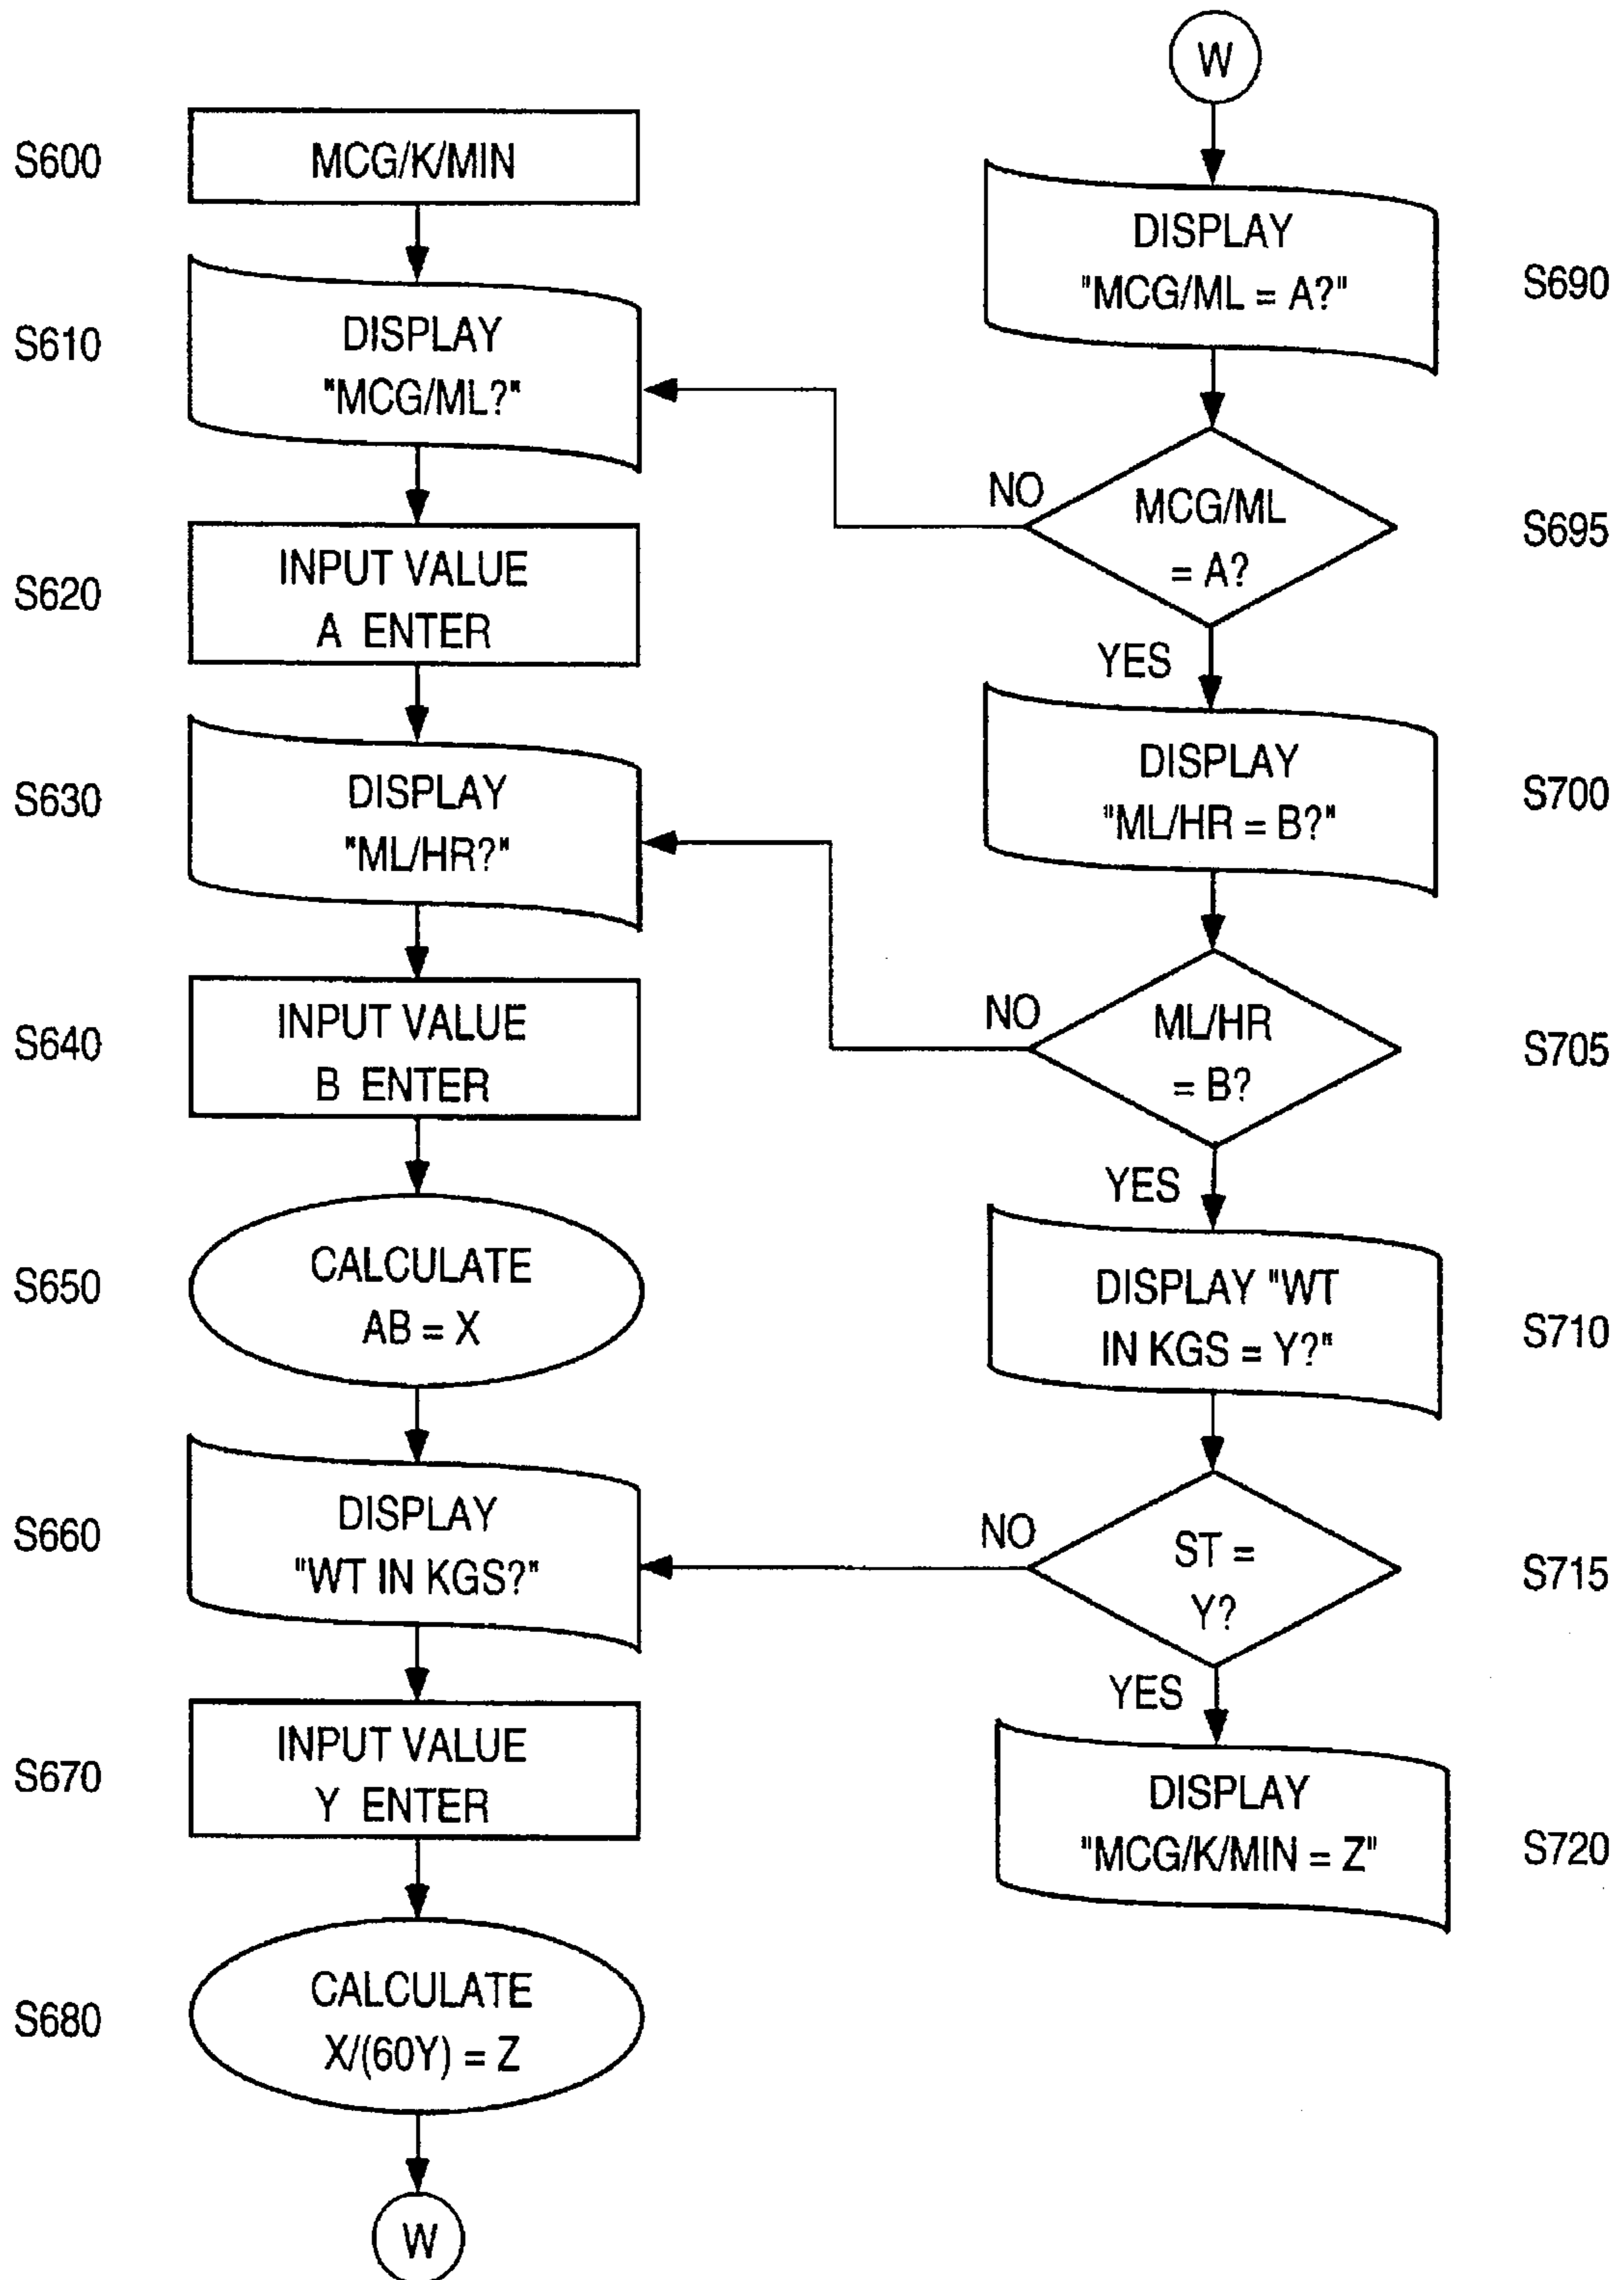 S600
MCG/K/MIN
S610
DISPLAY
"MCG/ML?"
S620
INPUT VALUE
A ENTER
S630
DISPLAY
"ML/HR?"
S640
INPUT VALUE
B ENTER
S650
CALCULATE
AB = X
S660
DISPLAY
"WT IN KGS?"
S670
INPUT VALUE
Y ENTER
S680
CALCULATE
X/(60Y) = Z
W
W
DISPLAY
"MCG/ML = A?"
S690
NO
MCG/ML
= A?
S695
YES
DISPLAY
"ML/HR = B?"
S700
NO
ML/HR
= B?
S705
YES
DISPLAY "WT
IN KGS = Y?"
S710
NO
ST =
Y?
S715
YES
DISPLAY
"MCG/K/MIN = Z"
S720